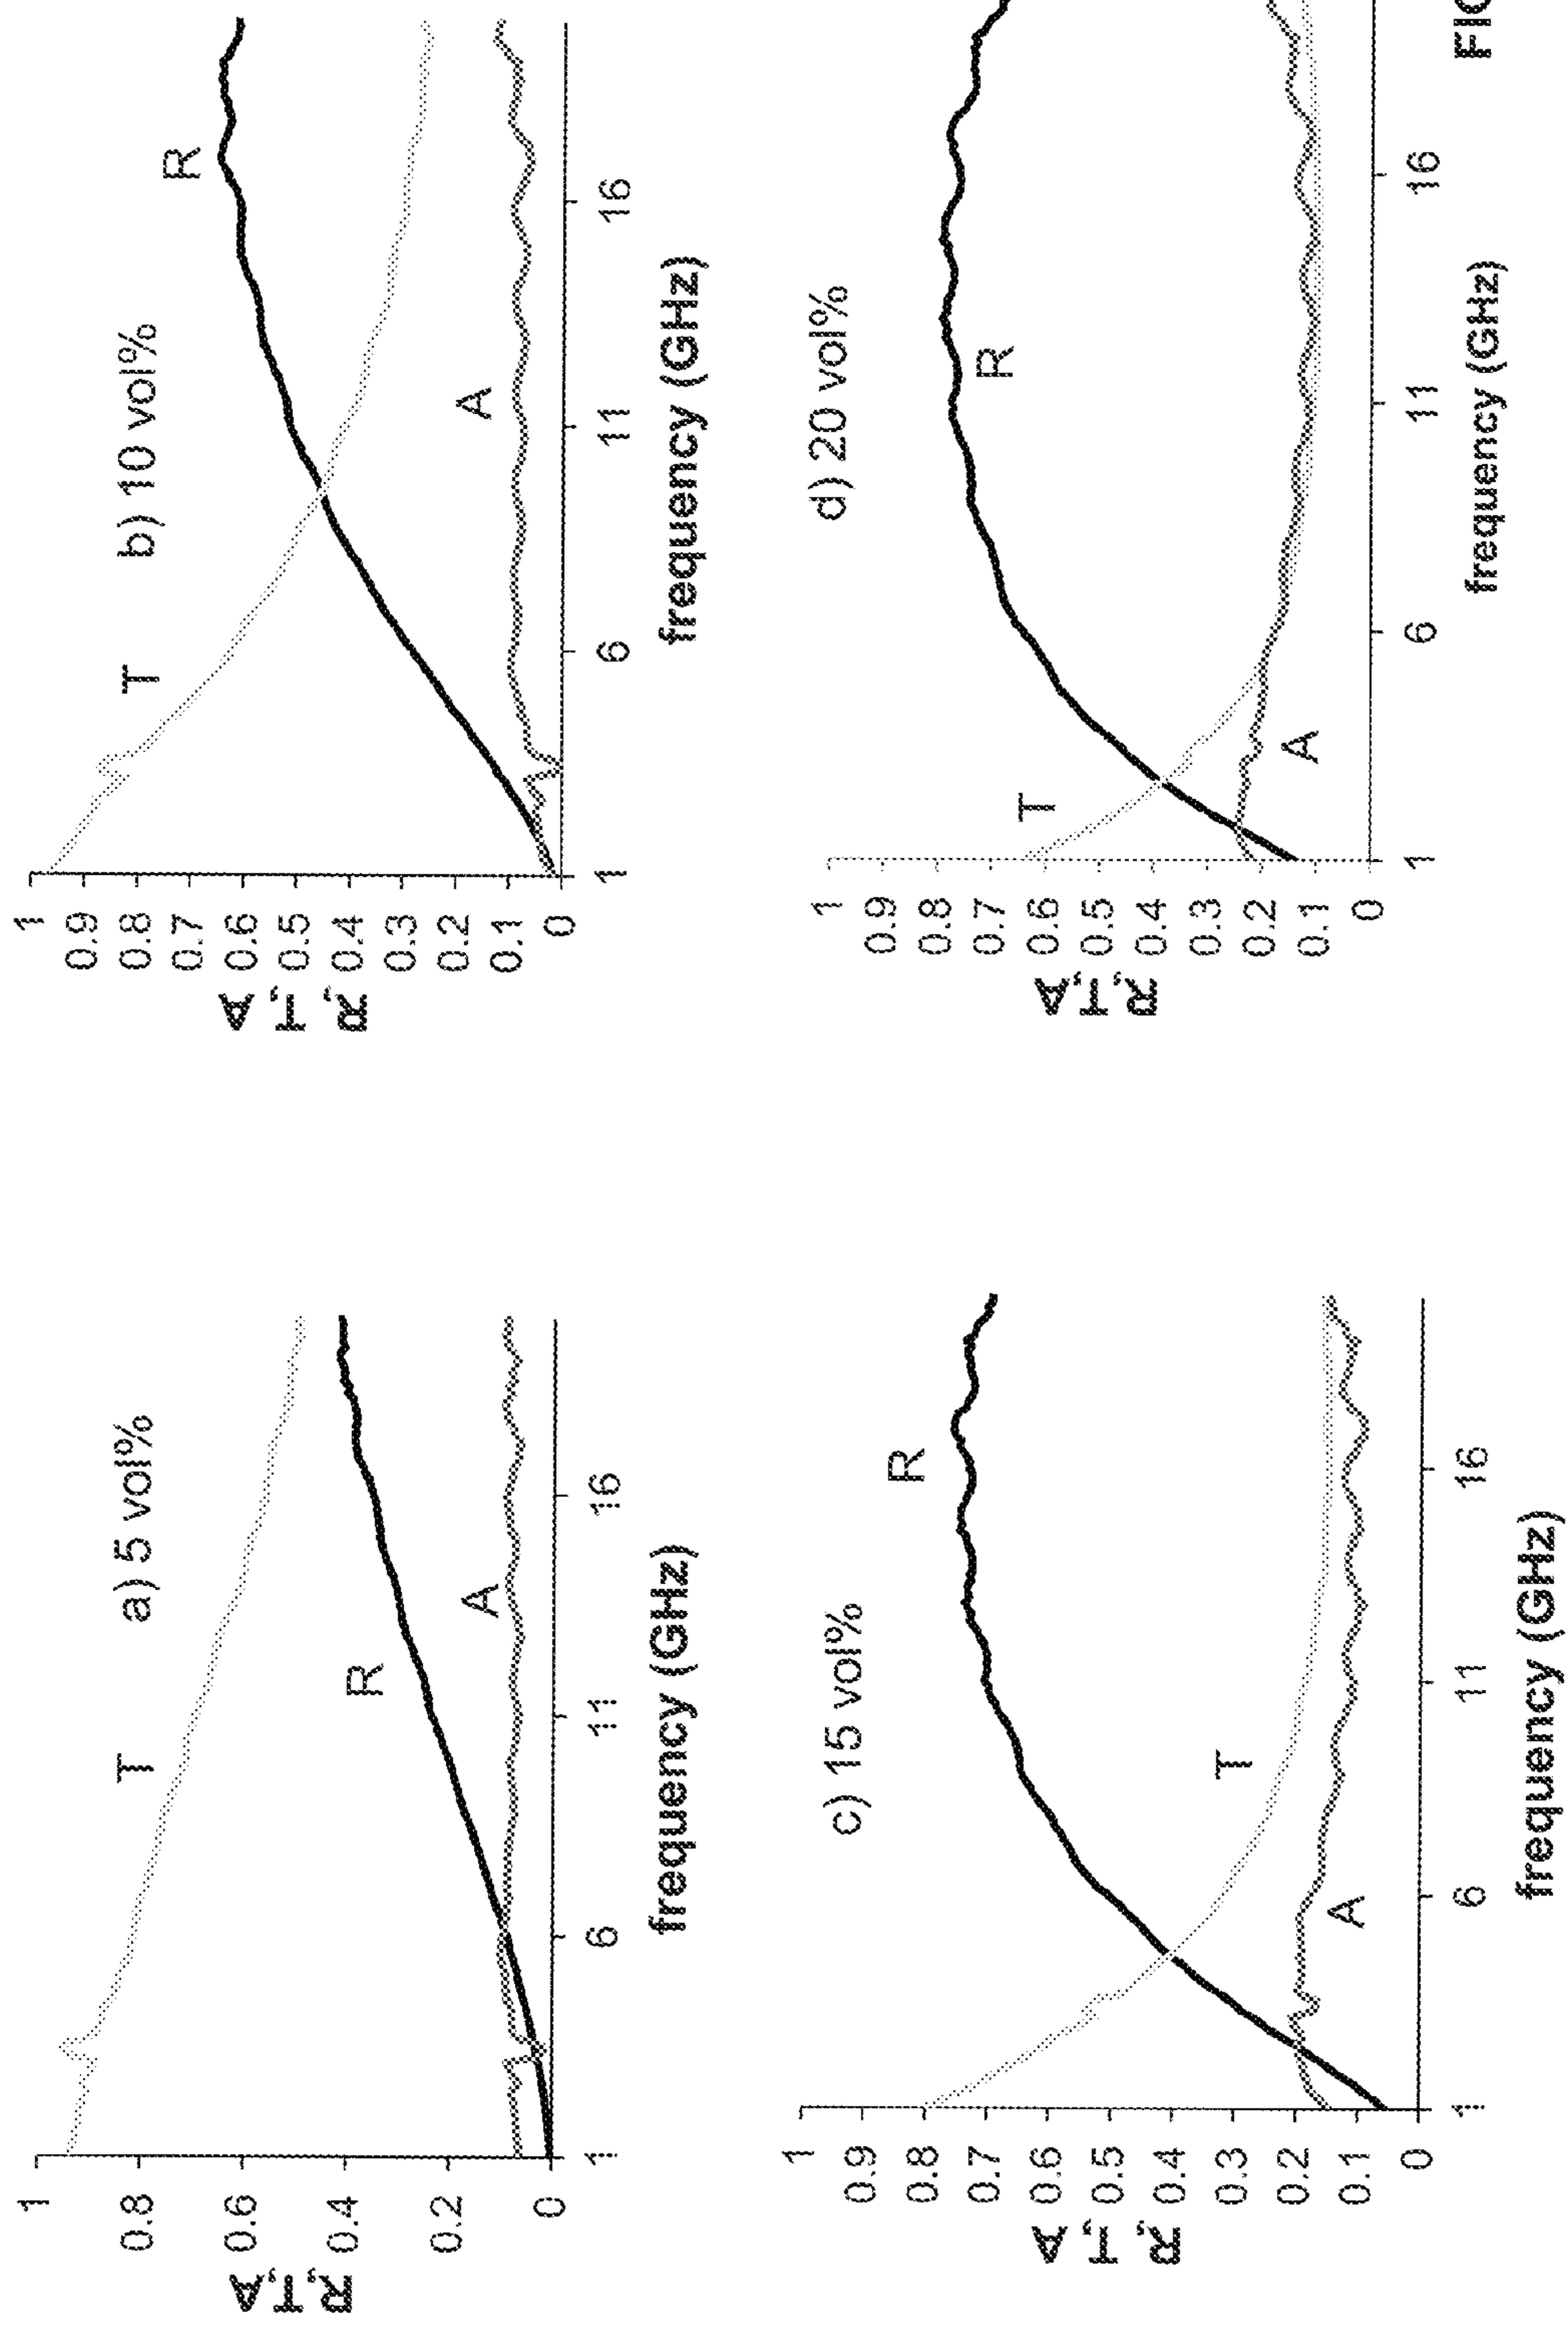 a) 5 vol%
R,T,A
1
0.8
0.6
0.4
0.2
0
T
R
A
1
6
11
16
frequency (GHz)
b) 10 vol%
R, T, A
1
0.9
0.8
0.7
0.6
0.5
0.4
0.3
0.2
0.1
0
T
R
A
1
6
11
16
frequency (GHz)
c) 15 vol%
R, T, A
1
0.9
0.8
0.7
0.6
0.5
0.4
0.3
0.2
0.1
0
R
T
A
1
6
11
16
frequency (GHz)
d) 20 vol%
R,T,A
1
0.9
0.8
0.7
0.6
0.5
0.4
0.3
0.2
0.1
0
T
R
A
1
6
11
16
frequency (GHz)